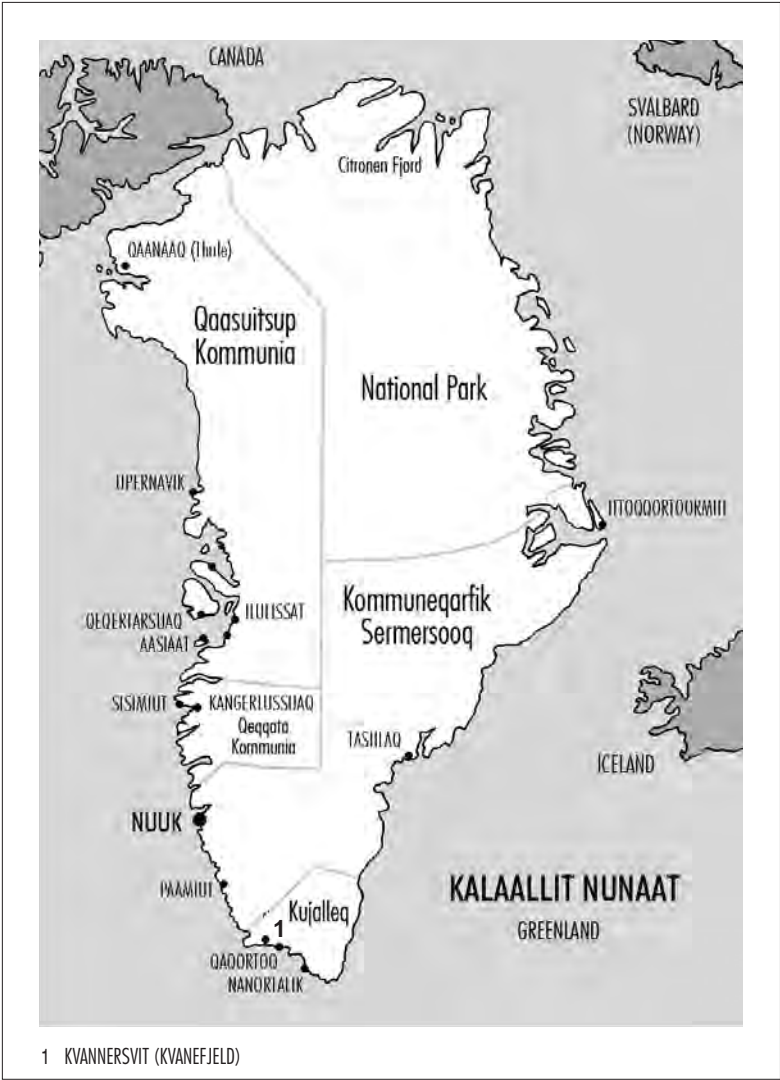 CANADA
SVALBARD
(NORWAY)
Citronen Fjord
QAANAAQ (Thule)
Qaasuitsup
Kommunia
National Park
UPERNAVIK
ITTOQQORTOORMIIT
Kommuneqarfik
Sermersooq
ILULISSAT
QEQERTARSUAQ
AASIAAT
SISIMIUT
KANGERLUSSUAQ
Qeqqata
Kommunia
TASIILAQ
ICELAND
NUUK
KALAALLIT NUNAAT
GREENLAND
PAAMIUT
Kujalleq
1
QAQORTOQ
NANORTALIK
1 KVANNERSVIT (KVANEFJELD)